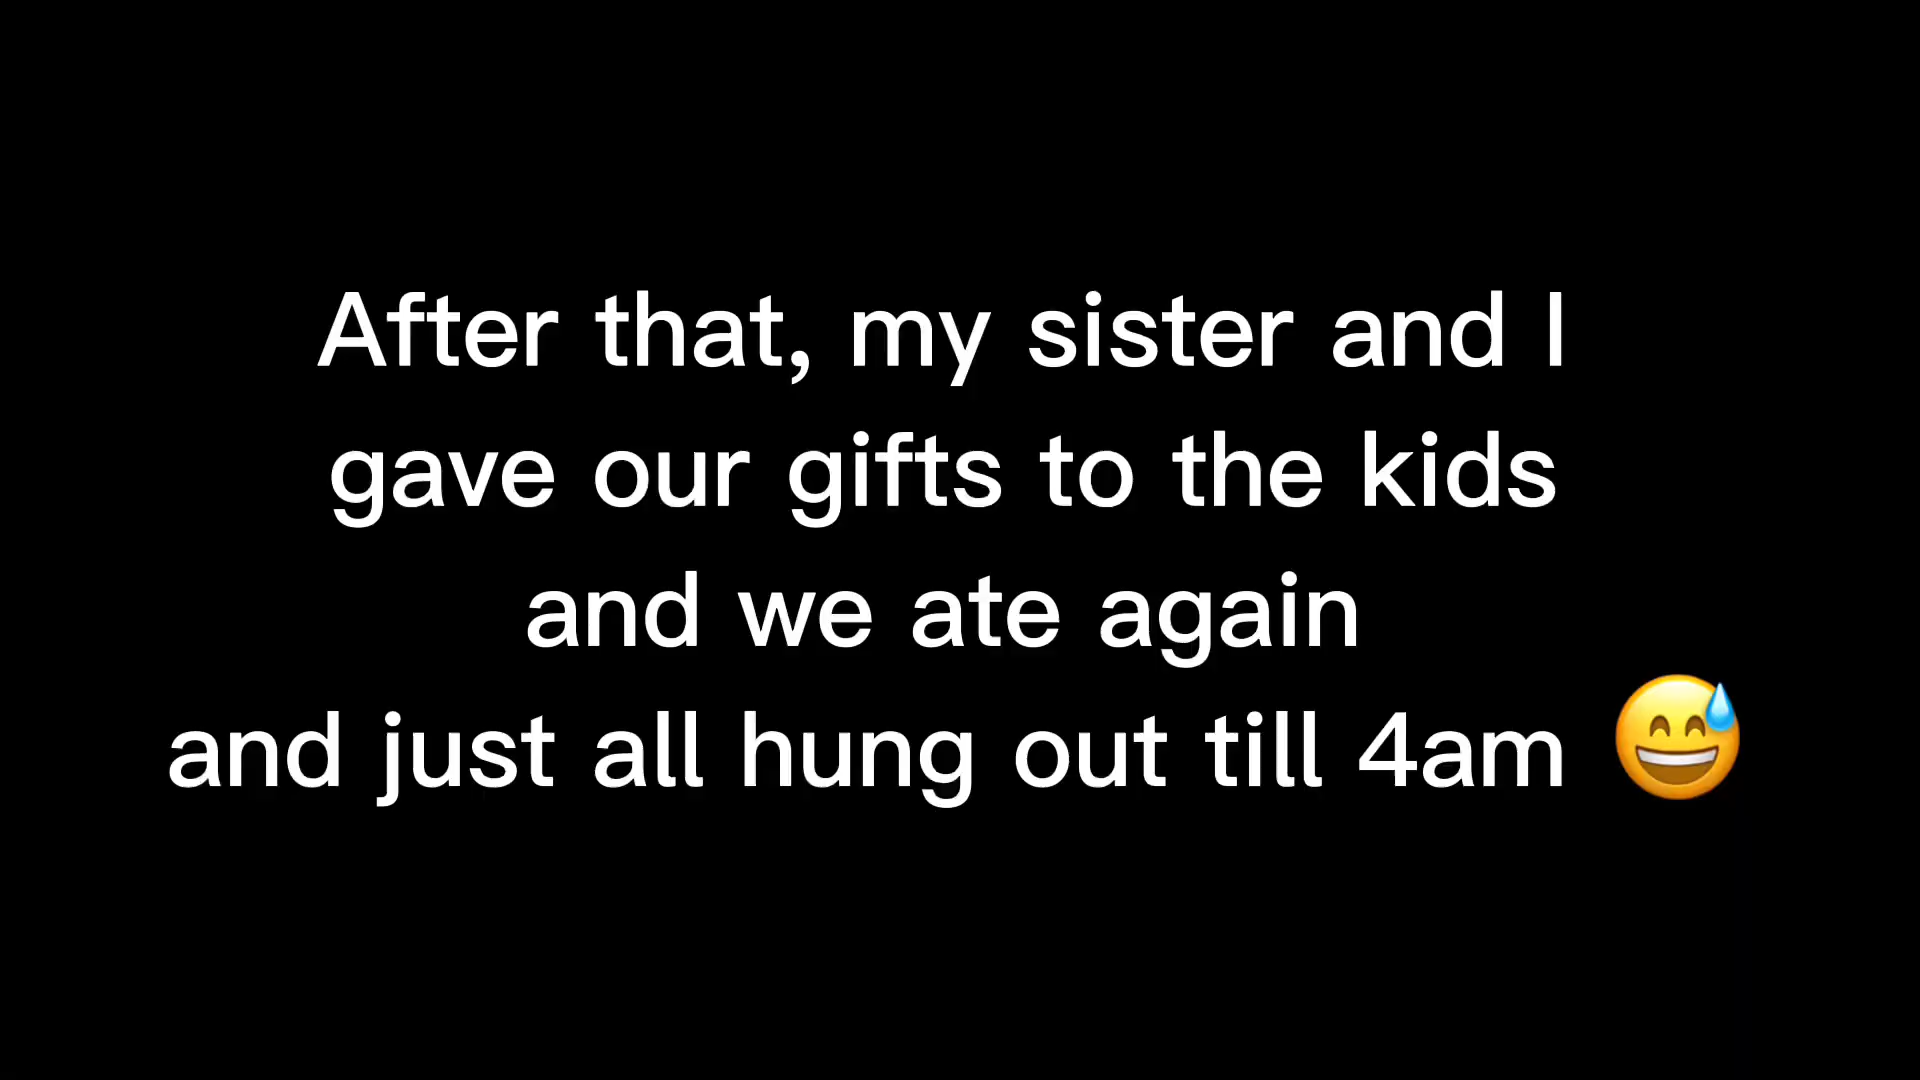 After that, my sister and I
gave our gifts to the kids
and we ate again
and just all hung out till 4am 😅